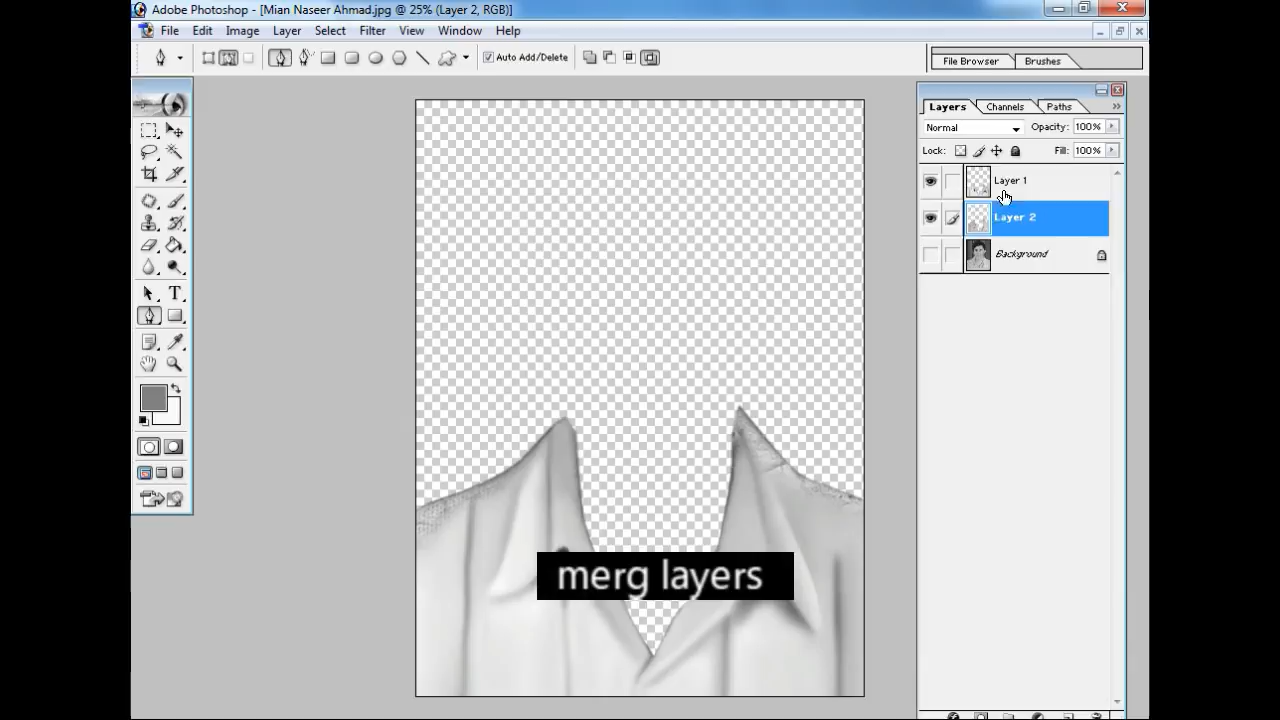 Adobe Photoshop - [Mian Naseer Ahmad.jpg @ 25% (Layer 2, RGB)]
File Edit Image Layer Select Filter View Window Help
Auto Add/Delete
File Browser Brushes
Layers Channels Paths
Normal Opacity: 100%
Lock: Fill: 100%
Layer 1
Layer 2
Background
T
merg layers